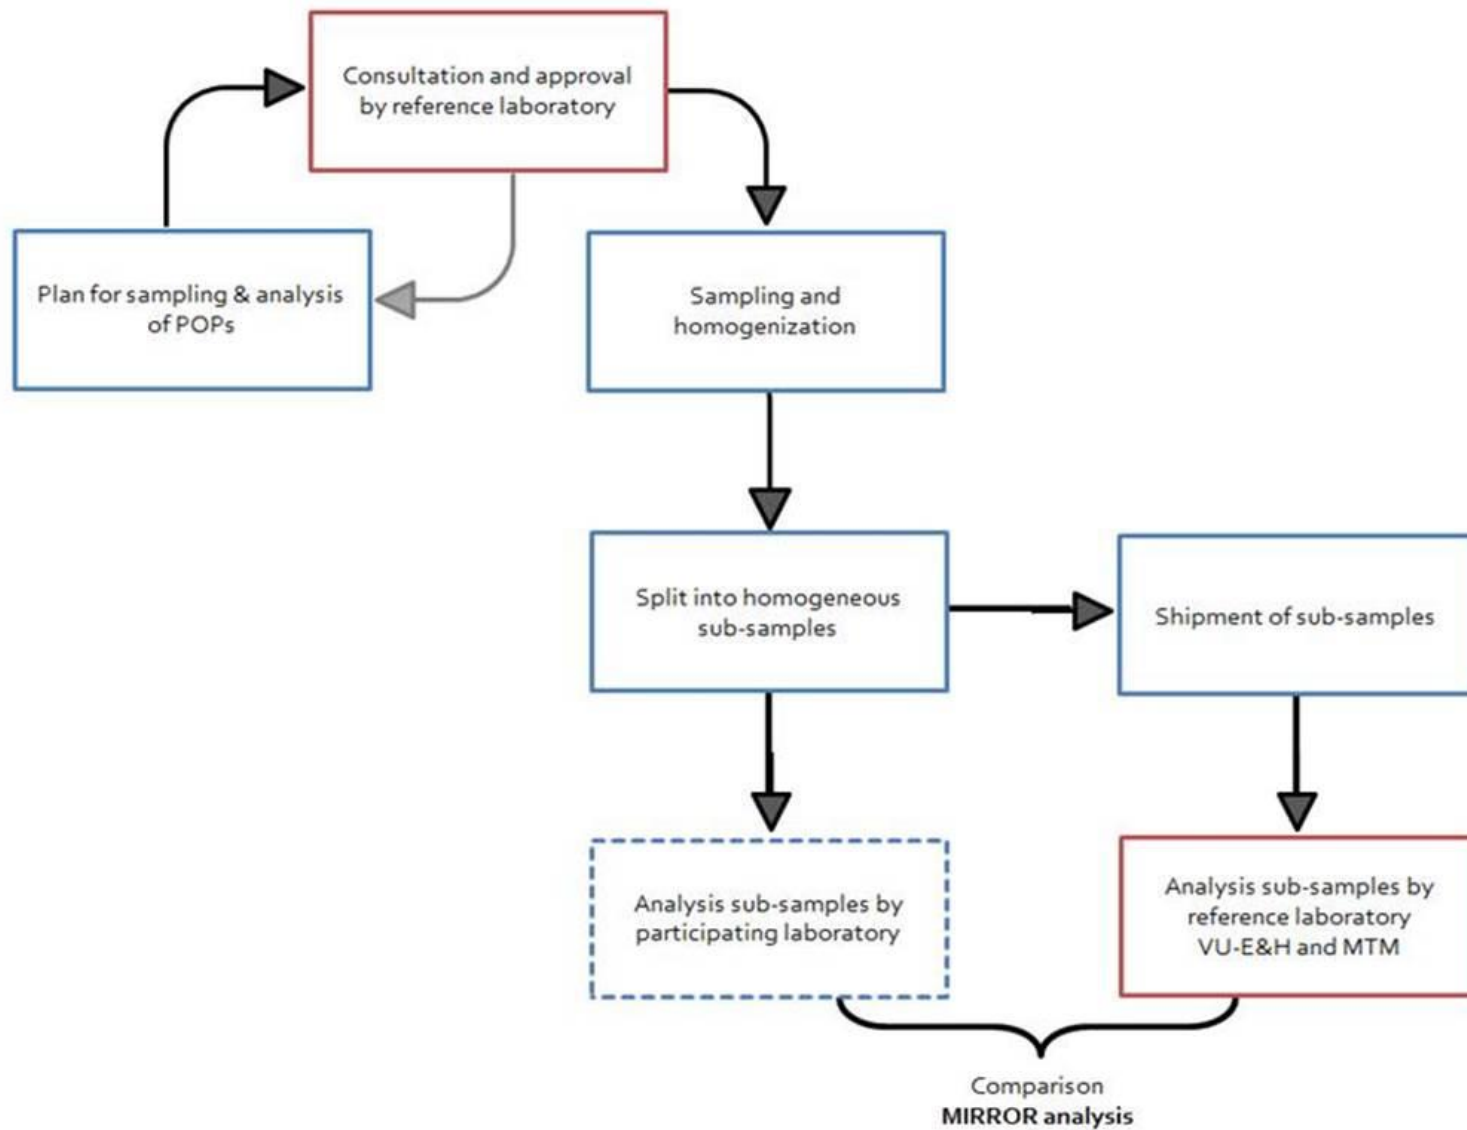 Consultation and approval
by reference laboratory
Plan for sampling & analysis
of POPs
Sampling and
homogenization
Split into homogeneous
sub-samples
Shipment of sub-samples
Analysis sub-samples by
participating laboratory
Analysis sub-samples by
reference laboratory
VU-E&H and MTM
Comparison
MIRROR analysis